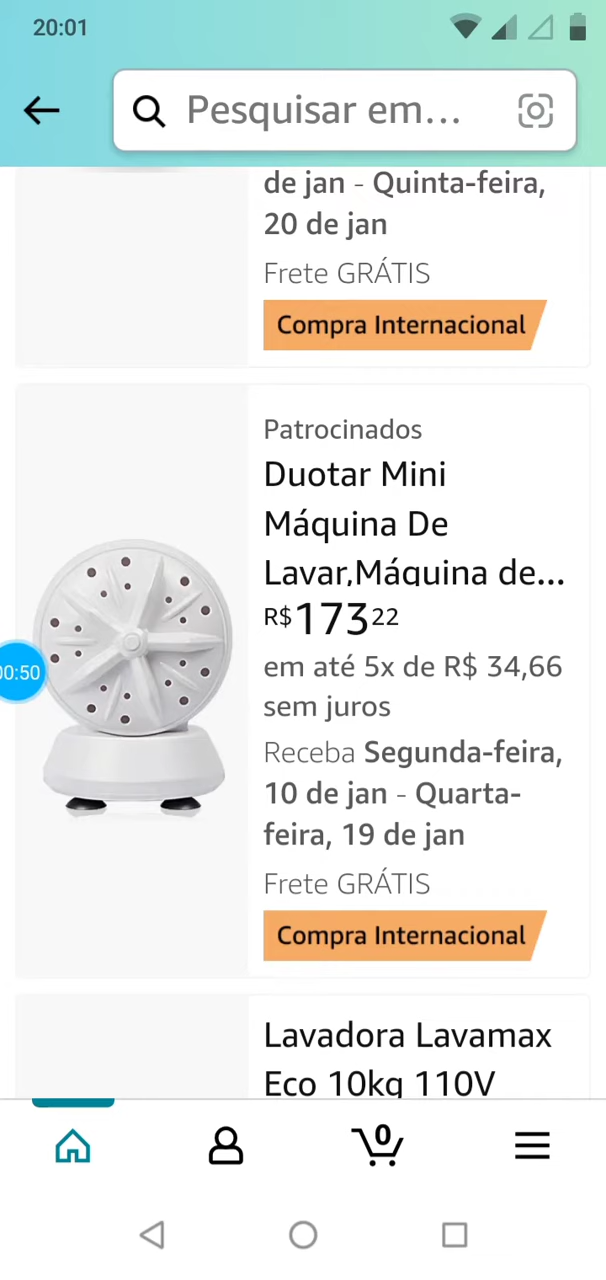 20:01
Pesquisar em...
de jan - Quinta-feira,
20 de jan
Frete GRÁTIS
Compra Internacional
Patrocinados
Duotar Mini
Máquina De
Lavar,Máquina de...
R$17322
em até 5x de R$ 34,66
sem juros
Receba Segunda-feira,
10 de jan - Quarta-
feira, 19 de jan
Frete GRÁTIS
Compra Internacional
00:50
Lavadora Lavamax
Eco 10kg 110V
0